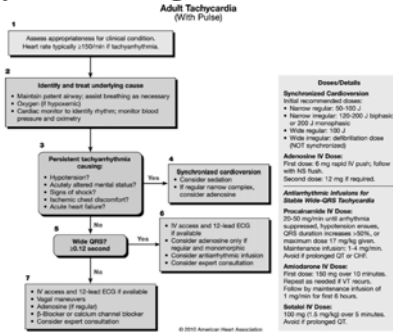 Adult Tachycardia
(With Pulse)
1
Assess appropriateness for clinical condition.
Heart rate typically ≥150/min if tachyarrhythmia.
2
Identify and treat underlying cause
• Maintain patent airway; assist breathing as necessary
• Oxygen (if hypoxemic)
• Cardiac monitor to identify rhythm; monitor blood
pressure and oximetry
3
Persistent tachyarrhythmia
causing:
• Hypotension?
• Acutely altered mental status?
• Signs of shock?
• Ischemic chest discomfort?
• Acute heart failure?
Yes
4
Synchronized cardioversion
• Consider sedation
• If regular narrow complex,
consider adenosine
No
5
Wide QRS?
≥0.12 second
Yes
6
• IV access and 12-lead ECG
if available
• Consider adenosine only if
regular and monomorphic
• Consider antiarrhythmic infusion
• Consider expert consultation
No
7
• IV access and 12-lead ECG if available
• Vagal maneuvers
• Adenosine (if regular)
• β-Blocker or calcium channel blocker
• Consider expert consultation
Doses/Details
Synchronized Cardioversion
Initial recommended doses:
• Narrow regular: 50-100 J
• Narrow irregular: 120-200 J biphasic
or 200 J monophasic
• Wide regular: 100 J
• Wide irregular: defibrillation dose
(NOT synchronized)
Adenosine IV Dose:
First dose: 6 mg rapid IV push; follow
with NS flush.
Second dose: 12 mg if required.
Antiarrhythmic Infusions for
Stable Wide-QRS Tachycardia
Procainamide IV Dose:
20-50 mg/min until arrhythmia
suppressed, hypotension ensues,
QRS duration increases >50%, or
maximum dose 17 mg/kg given.
Maintenance infusion: 1-4 mg/min.
Avoid if prolonged QT or CHF.
Amiodarone IV Dose:
First dose: 150 mg over 10 minutes.
Repeat as needed if VT recurs.
Follow by maintenance infusion of
1 mg/min for first 6 hours.
Sotalol IV Dose:
100 mg (1.5 mg/kg) over 5 minutes.
Avoid if prolonged QT.
© 2010 American Heart Association